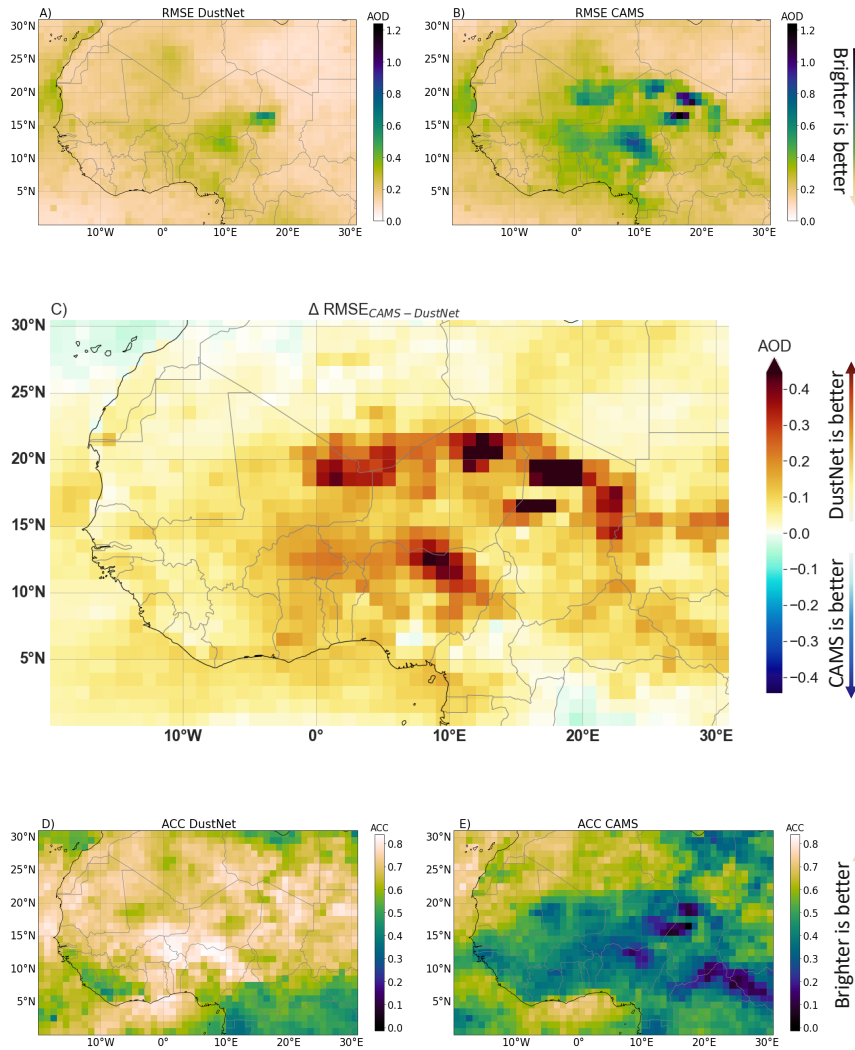 A) RMSE DustNet AOD
30°N
25°N
20°N
15°N
10°N
5°N
10°W 0° 10°E 20°E 30°E
1.2
1.0
0.8
0.6
0.4
0.2
0.0
B) RMSE CAMS AOD
30°N
25°N
20°N
15°N
10°N
5°N
10°W 0° 10°E 20°E 30°E
1.2
1.0
0.8
0.6
0.4
0.2
0.0
Brighter is better
C) Δ RMSE CAMS − DustNet
30°N
25°N
20°N
15°N
10°N
5°N
10°W 0° 10°E 20°E 30°E
AOD
0.4
0.3
0.2
0.1
0.0
−0.1
−0.2
−0.3
−0.4
DustNet is better
CAMS is better
D) ACC DustNet ACC
30°N
25°N
20°N
15°N
10°N
5°N
10°W 0° 10°E 20°E 30°E
0.8
0.7
0.6
0.5
0.4
0.3
0.2
0.1
0.0
E) ACC CAMS ACC
30°N
25°N
20°N
15°N
10°N
5°N
10°W 0° 10°E 20°E 30°E
0.8
0.7
0.6
0.5
0.4
0.3
0.2
0.1
0.0
Brighter is better